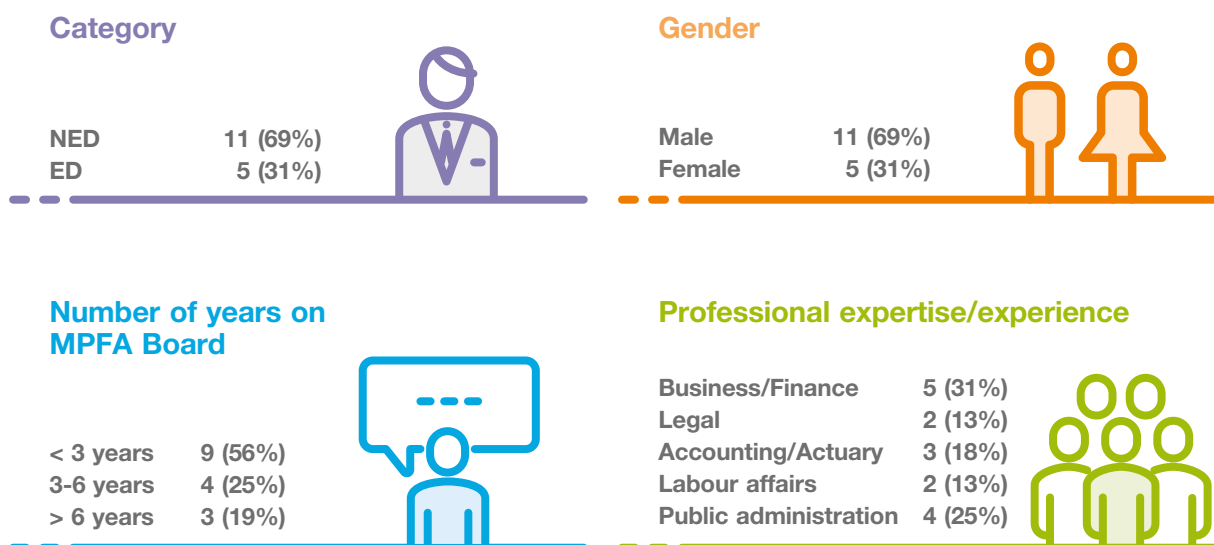 Category
NED 11 (69%)
ED 5 (31%)
Gender
Male 11 (69%)
Female 5 (31%)
Number of years on
MPFA Board
< 3 years 9 (56%)
3-6 years 4 (25%)
> 6 years 3 (19%)
Professional expertise/experience
Business/Finance 5 (31%)
Legal 2 (13%)
Accounting/Actuary 3 (18%)
Labour affairs 2 (13%)
Public administration 4 (25%)